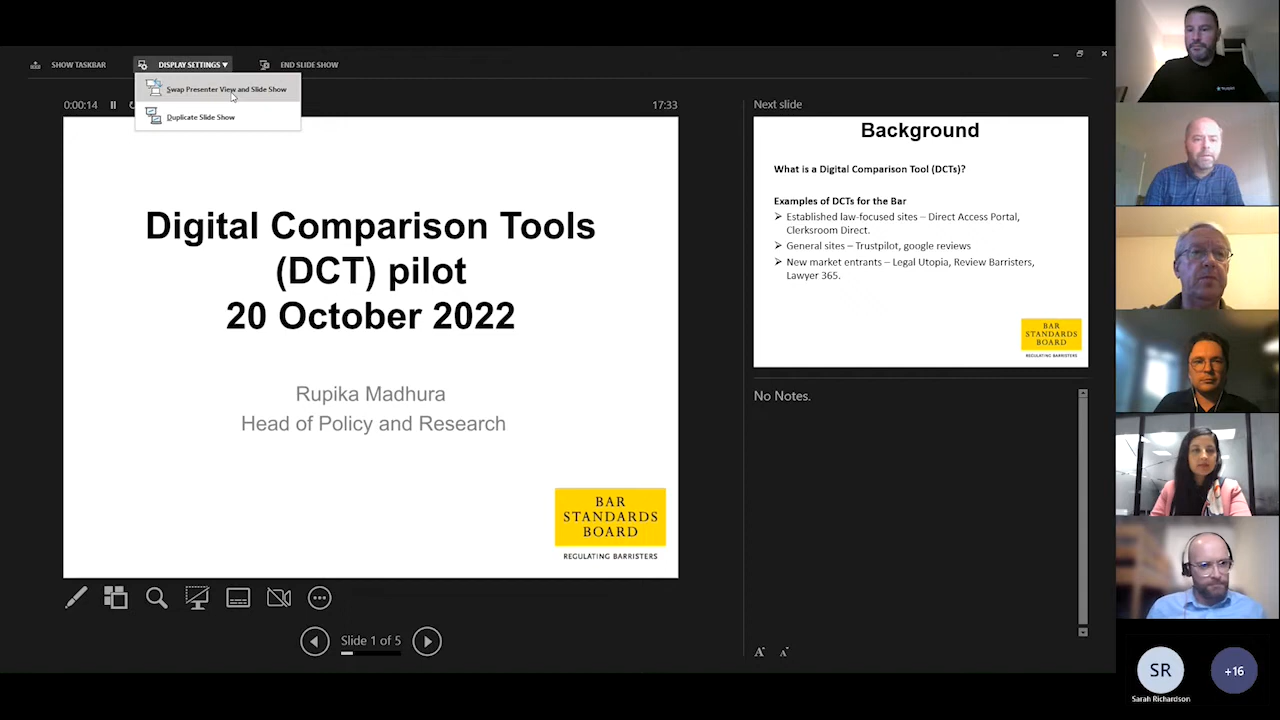 SHOW TASKBAR
DISPLAY SETTINGS ▾
END SLIDE SHOW
Swap Presenter View and Slide Show
Duplicate Slide Show
0:00:14
17:33
Digital Comparison Tools
(DCT) pilot
20 October 2022
Rupika Madhura
Head of Policy and Research
BAR
STANDARDS
BOARD
REGULATING BARRISTERS
Slide 1 of 5
Next slide
Background
What is a Digital Comparison Tool (DCTs)?
Examples of DCTs for the Bar
➢ Established law-focused sites – Direct Access Portal,
Clerksroom Direct.
➢ General sites – Trustpilot, google reviews
➢ New market entrants – Legal Utopia, Review Barristers,
Lawyer 365.
BAR
STANDARDS
BOARD
REGULATING BARRISTERS
No Notes.
A A
SR
Sarah Richardson
+16